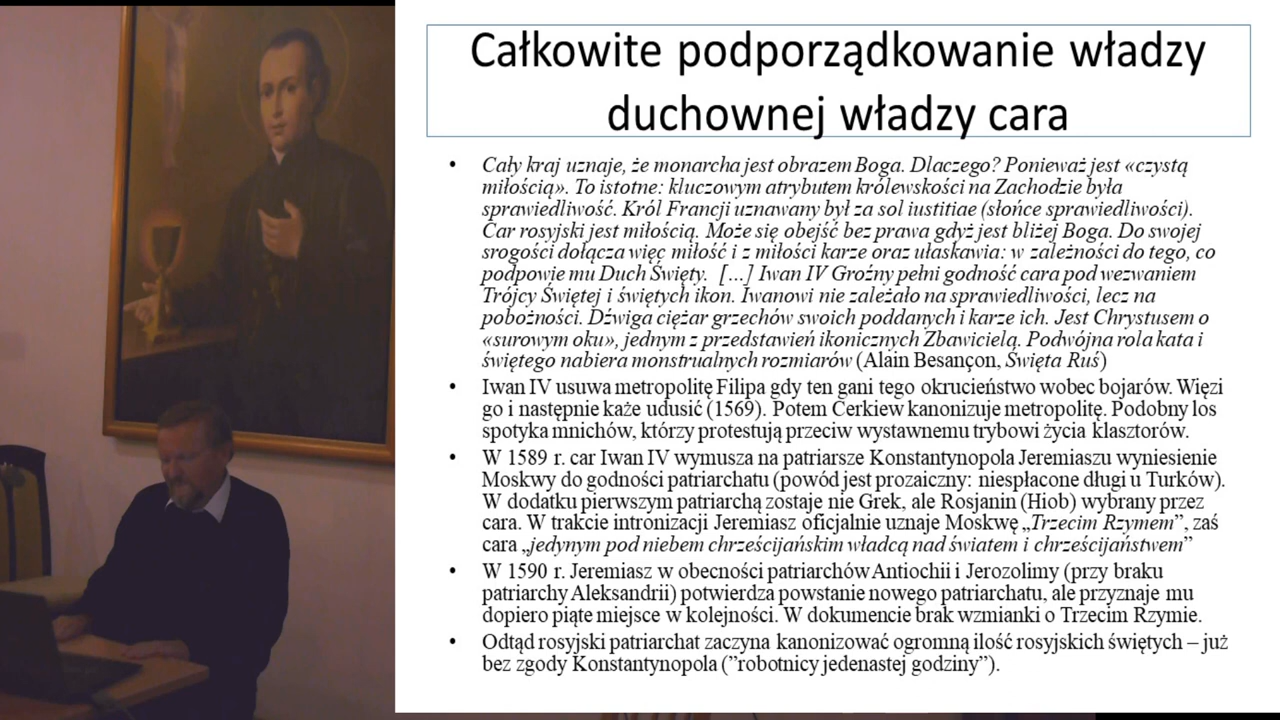 Całkowite podporządkowanie władzy
duchownej władzy cara
• Cały kraj uznaje, że monarcha jest obrazem Boga. Dlaczego? Ponieważ jest «czystą
miłością». To istotne: kluczowym atrybutem królewskości na Zachodzie była
sprawiedliwość. Król Francji uznawany był za sol iustitiae (słońce sprawiedliwości).
Car rosyjski jest miłością. Może się obejść bez prawa gdyż jest bliżej Boga. Do swojej
srogości dołącza więc miłość i z miłości karze oraz ułaskawia: w zależności do tego, co
podpowie mu Duch Święty. [...] Iwan IV Groźny pełni godność cara pod wezwaniem
Trójcy Świętej i świętych ikon. Iwanowi nie zależało na sprawiedliwości, lecz na
pobożności. Dźwiga ciężar grzechów swoich poddanych i karze ich. Jest Chrystusem o
«surowym oku», jednym z przedstawień ikonicznych Zbawiciela. Podwójna rola kata i
świętego nabiera monstrualnych rozmiarów (Alain Besançon, Święta Ruś)
• Iwan IV usuwa metropolitę Filipa gdy ten gani tego okrucieństwo wobec bojarów. Więzi
go i następnie każe udusić (1569). Potem Cerkiew kanonizuje metropolitę. Podobny los
spotyka mnichów, którzy protestują przeciw wystawnemu trybowi życia klasztorów.
• W 1589 r. car Iwan IV wymusza na patriarsze Konstantynopola Jeremiaszu wyniesienie
Moskwy do godności patriarchatu (powód jest prozaiczny: niespłacone długi u Turków).
W dodatku pierwszym patriarchą zostaje nie Grek, ale Rosjanin (Hiob) wybrany przez
cara. W trakcie intronizacji Jeremiasz oficjalnie uznaje Moskwę „Trzecim Rzymem”, zaś
cara „jedynym pod niebem chrześcijańskim władcą nad światem i chrześcijaństwem”
• W 1590 r. Jeremiasz w obecności patriarchów Antiochii i Jerozolimy (przy braku
patriarchy Aleksandrii) potwierdza powstanie nowego patriarchatu, ale przyznaje mu
dopiero piąte miejsce w kolejności. W dokumencie brak wzmianki o Trzecim Rzymie.
• Odtąd rosyjski patriarchat zaczyna kanonizować ogromną ilość rosyjskich świętych – już
bez zgody Konstantynopola (”robotnicy jedenastej godziny”).